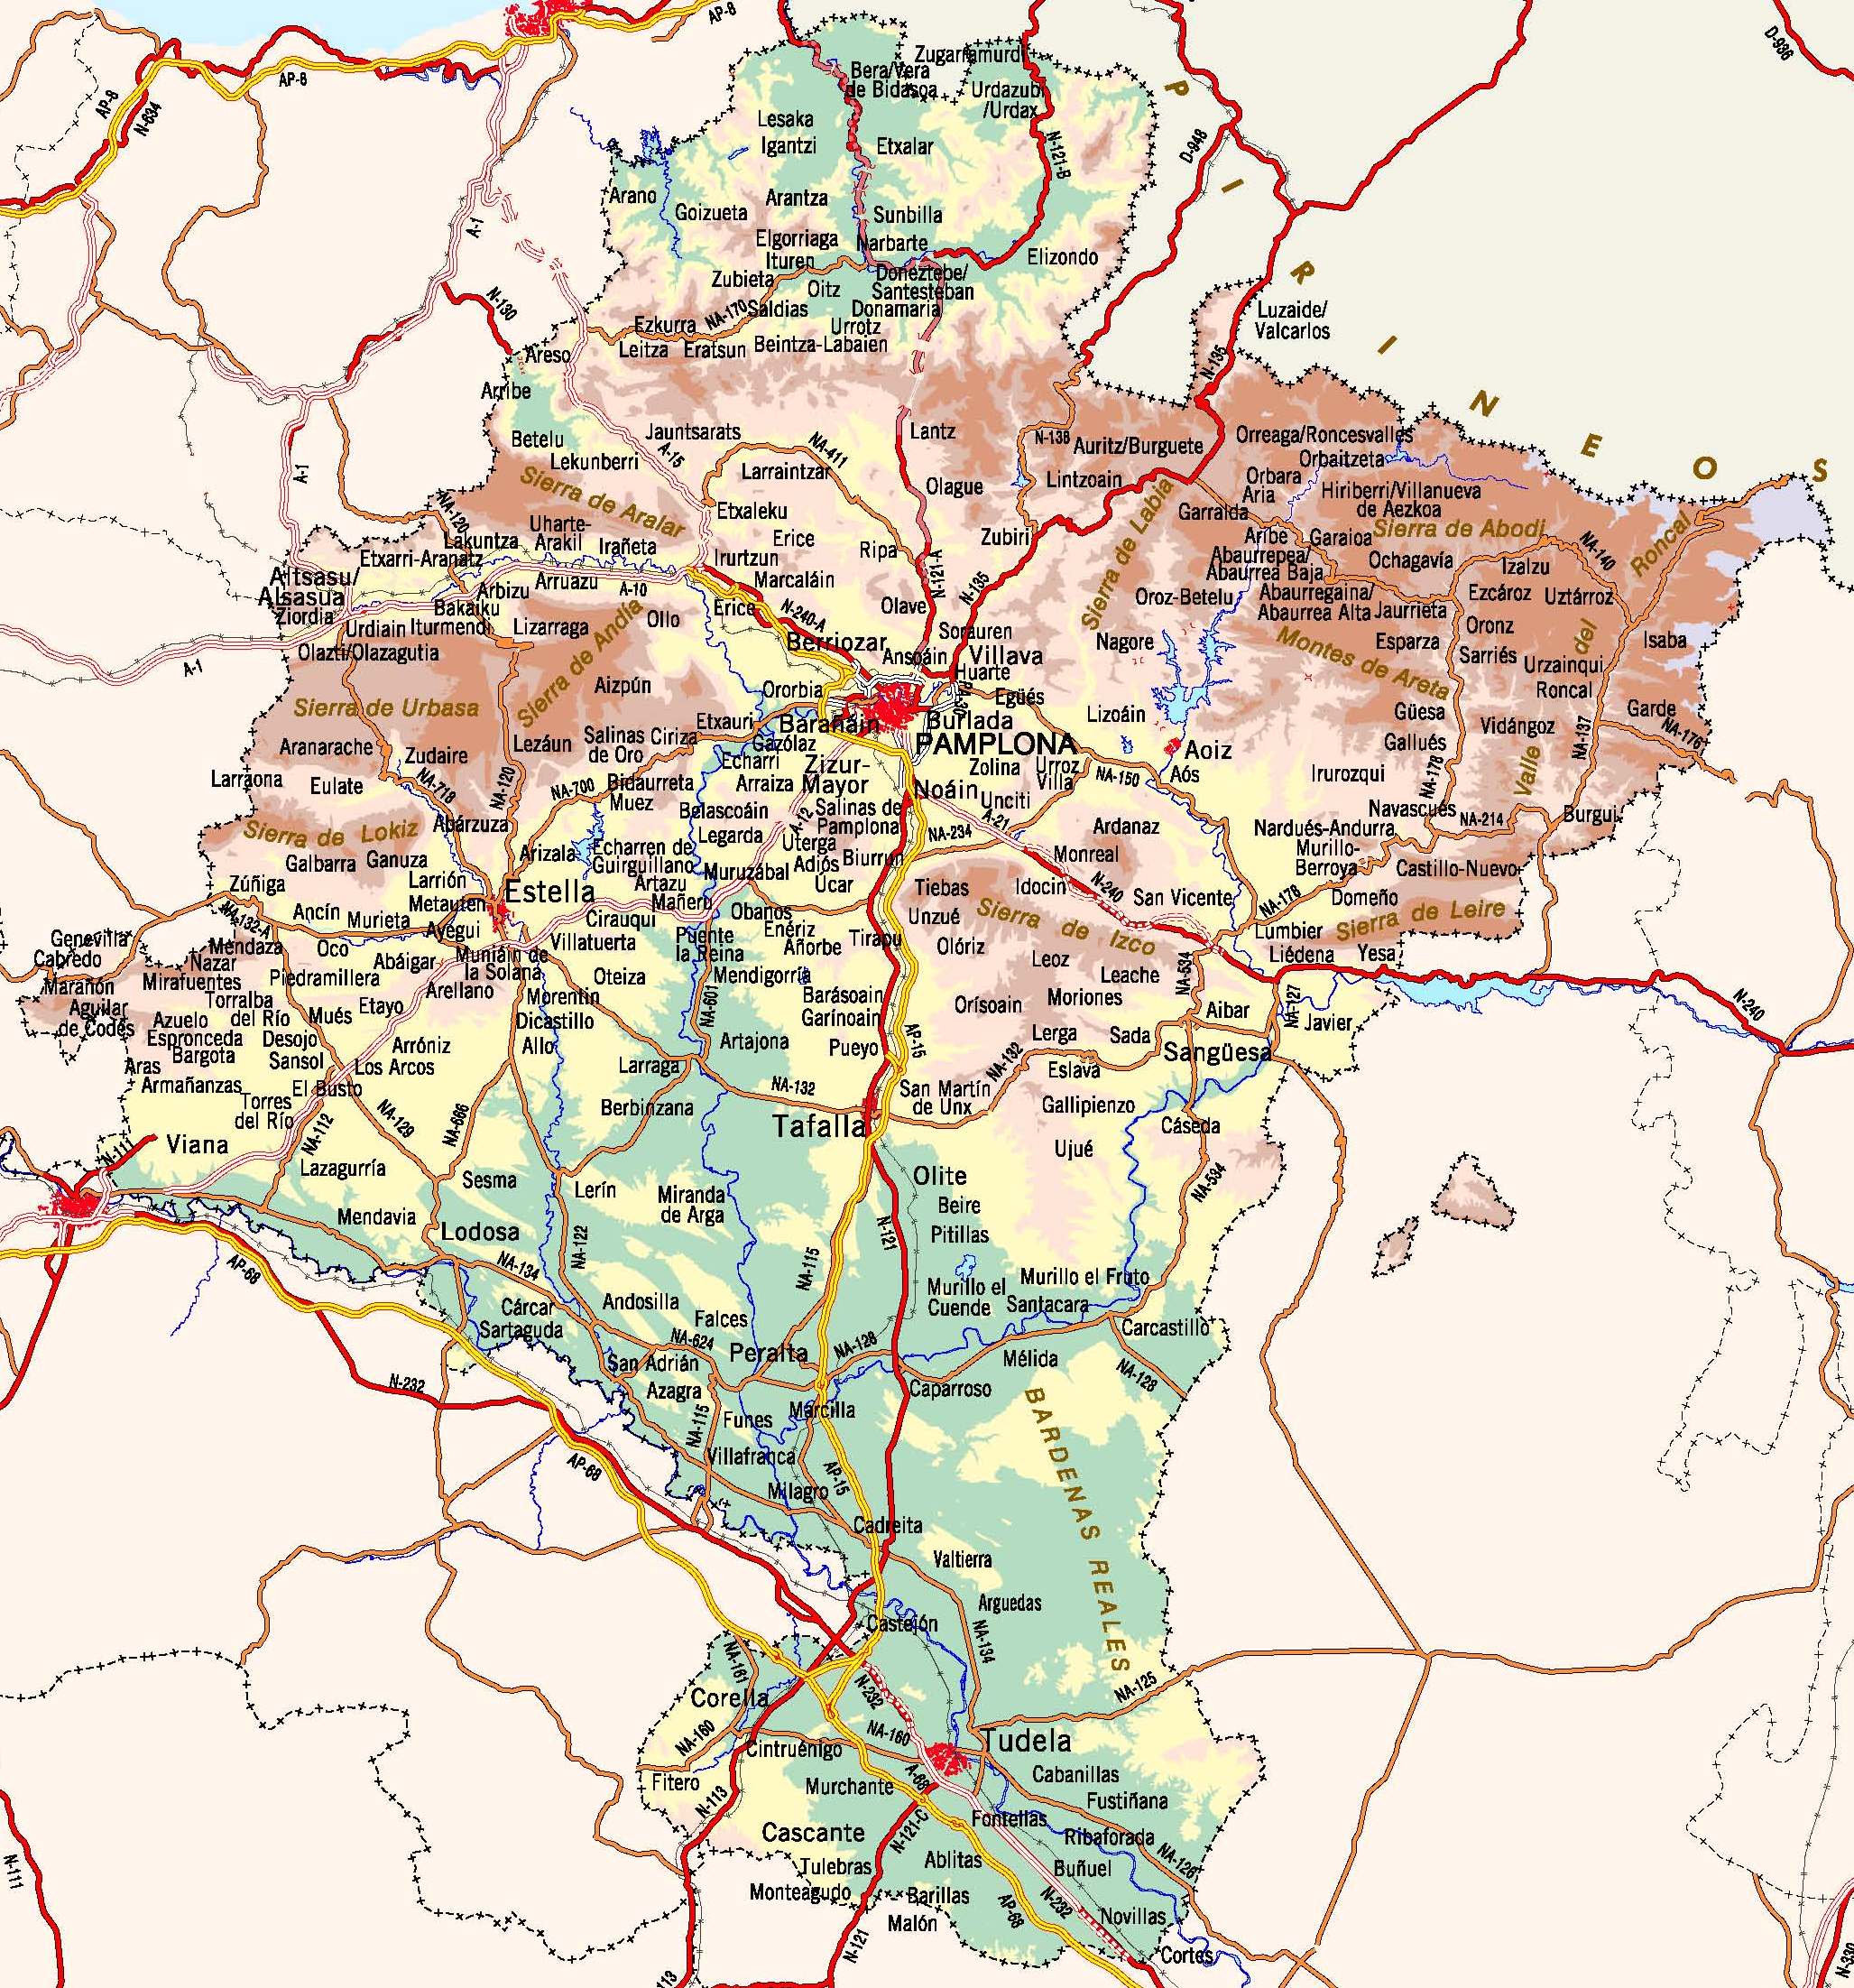 AP-8
AP-8
AP-8
N-634
A-1
N-130
Zugarramurdi
Bera/Vera
de Bidasoa
Urdazubi
/Urdax
Lesaka
Igantzi
Etxalar
N-121-B
D-948
D-936
P I R I N E O S
Arano
Goizueta
Arantza
Sunbilla
Elgorriaga
Narbarte
Ituren
Elizondo
Zubieta
Doneztebe/
Santesteban
Oitz
NA-170
Saldias
Donamaria
Ezkurra
Urrotz
Leitza
Eratsun
Beintza-Labaien
Luzaide/
Valcarlos
N-135
Areso
Arribe
Betelu
Jauntsarats
A-15
NA-411
Lantz
N-138
Auritz/Burguete
Orreaga/Roncesvalles
Orbaitzeta
Lekunberri
Larraintzar
Olague
Lintzoain
Orbara
Aria
Hiriberri/Villanueva
de Aezkoa
Sierra de Aralar
Etxaleku
Garralda
Sierra de Labia
Sierra de Abodi
A-1
NA-120
Uharte-
Arakil
Lakuntza
Irañeta
Erice
Zubiri
Aribe
Garaioa
NA-140
Etxarri-Aranatz
Irurtzun
Ripa
Abaurrepea/
Abaurrea Baja
Ochagavía
Izalzu
Valle del Roncal
Altsasu/
Alsasua
Arbizu
Arruazu
A-10
Marcaláin
N-121-A
N-135
Oroz-Betelu
Abaurregaina/
Abaurrea Alta
Jaurrieta
Ezcároz
Uztárroz
Ziordia
Bakaiku
Ollo
Erice
N-240-A
Olave
Urdiain
Iturmendi
Lizarraga
Berriozar
Sorauren
Nagore
Montes de Areta
Esparza
Oronz
Isaba
A-1
Olazti/Olazagutia
Sierra de Andía
Ansoáin
Villava
Sarriés
Urzainqui
Huarte
Aizpún
Ororbia
Egüés
Roncal
Sierra de Urbasa
Etxauri
Barañáin
Burlada
Lizoáin
Güesa
Vidángoz
Garde
NA-176
Aranarache
Zudaire
Lezáun
Salinas
de Oro
Ciriza
Gazólaz
PAMPLONA
Aoiz
Gallués
NA-137
Larraona
Eulate
NA-718
NA-120
Echarri
Zizur-
Mayor
Zolina
Urroz
Villa
NA-150
Aós
Irurozqui
NA-178
NA-700
Bidaurreta
Muez
Arraiza
Noáin
Unciti
Belascoáin
A-12
Salinas de
Pamplona
A-21
Navascués
NA-214
Burgui
Sierra de Lokiz
Abárzuza
Legarda
Uterga
NA-234
Ardanaz
Nardués-Andurra
Murillo-
Berroya
Galbarra
Ganuza
Arizala
Echarren de
Guirguillano
Muruzábal
Adiós
Biurrun
Monreal
Castillo-Nuevo
Zúñiga
Larrión
Estella
Artazu
Úcar
Tiebas
Idocin
N-240
San Vicente
NA-178
Domeño
NA-132-A
Ancín
Murieta
Metauten
Cirauqui
Mañeru
Obanos
Unzué
Sierra de Izco
Lumbier
Sierra de Leire
Genevilla
Cabredo
Mendaza
Oco
Ayegui
Villatuerta
Puente
la Reina
Enériz
Añorbe
Tirapu
Olóriz
Liédena
Yesa
Nazar
Abáigar
Muniáin de
la Solana
Leoz
Marañón
Mirafuentes
Piedramillera
Oteiza
Mendigorría
Leache
NA-534
Aguilar
de Codés
Torralba
del Río
Mués
Etayo
Arellano
Morentin
NA-601
Barásoain
Garínoain
Orísoain
Moriones
Aibar
NA-127
Javier
N-240
Azuelo
Espronceda
Desojo
Dicastillo
Artajona
Pueyo
AP-15
Lerga
Sada
Sangüesa
Bargota
Sansol
Arróniz
Allo
Aras
Los Arcos
Larraga
Eslava
NA-132
Armañanzas
El Busto
NA-132
San Martín
de Unx
Torres
del Río
NA-129
NA-666
Berbinzana
Tafalla
Gallipienzo
Cáseda
N-111
Viana
NA-112
Ujué
Lazagurría
Sesma
Lerín
Miranda
de Arga
Olite
NA-534
Beire
Mendavia
Lodosa
NA-122
N-121
Pitillas
AP-68
NA-134
NA-115
Murillo el
Cuende
Murillo el Fruto
Cárcar
Andosilla
Santacara
Sartaguda
Falces
Carcastillo
NA-624
Peralta
NA-128
San Adrián
Mélida
NA-128
N-232
Azagra
Caparroso
Marcilla
BARDENAS REALES
NA-115
Funes
Villafranca
AP-68
AP-15
Milagro
Cadreita
Valtierra
Arguedas
Castejón
NA-134
NA-161
NA-125
Corella
N-232
NA-160
NA-160
Tudela
Cintruénigo
Fitero
Murchante
A-68
Cabanillas
Fustiñana
N-113
N-121-C
Fontellas
Cascante
Ribaforada
NA-126
Tulebras
Ablitas
Buñuel
Monteagudo
Barillas
N-232
AP-68
Malón
Novillas
N-111
N-121
Cortes
N-330
113